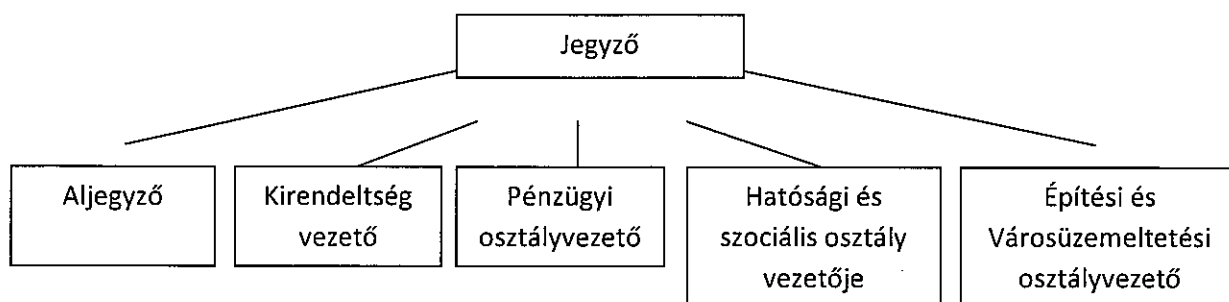 Jegyző
Aljegyző
Kirendeltség
vezető
Pénzügyi
osztályvezető
Hatósági és
szociális osztály
vezetője
Építési és
Városüzemeltetési
osztályvezető